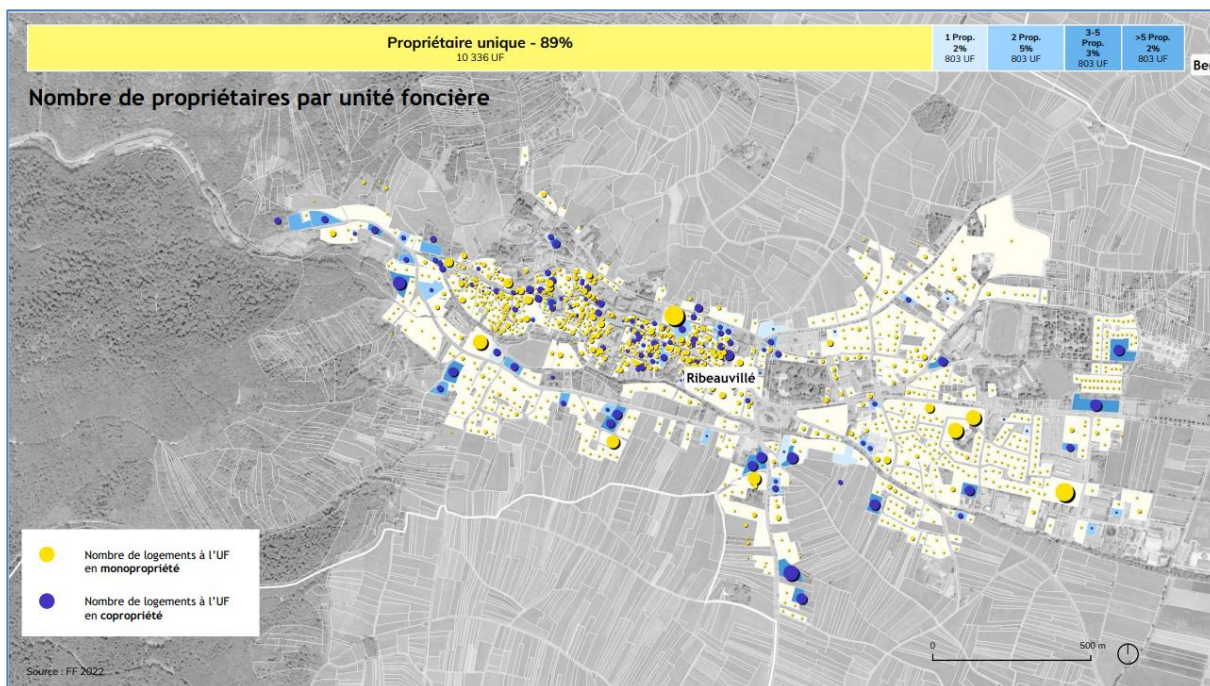 Propriétaire unique - 89%
10 336 UF
1 Prop.
2%
803 UF
2 Prop.
5%
803 UF
3-5
Prop.
3%
803 UF
>5 Prop.
2%
803 UF
Ber
Nombre de propriétaires par unité foncière
Ribeauvillé
Nombre de logements à l'UF
en monopropriété
Nombre de logements à l'UF
en copropriété
Source : FF 2022
0
500 m